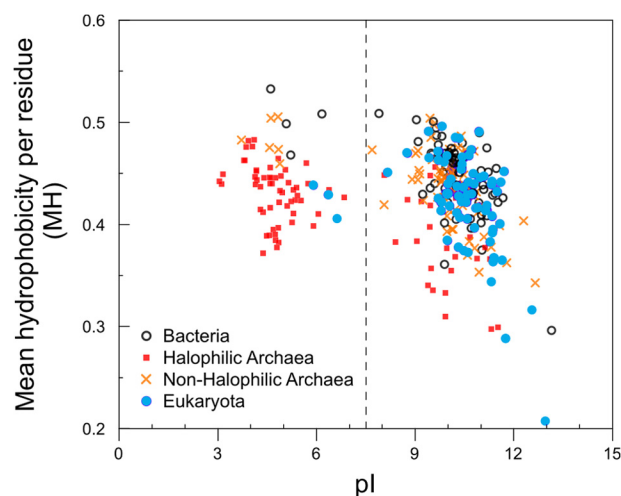 Mean hydrophobicity per residue
(MH)
0.6
0.5
0.4
0.3
0.2
Bacteria
Halophilic Archaea
Non-Halophilic Archaea
Eukaryota
0
3
6
9
12
15
pI